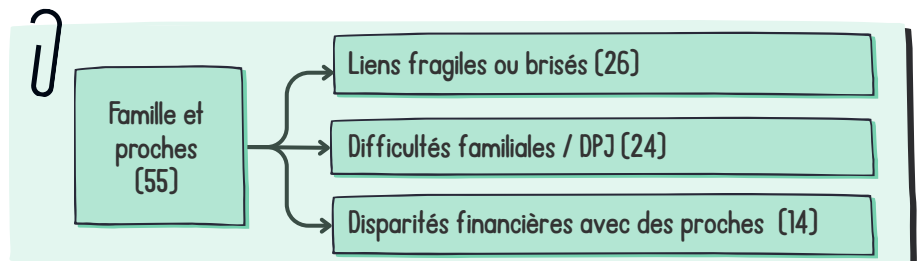 Famille et
proches
(55)
Liens fragiles ou brisés (26)
Difficultés familiales / DPJ (24)
Disparités financières avec des proches (14)